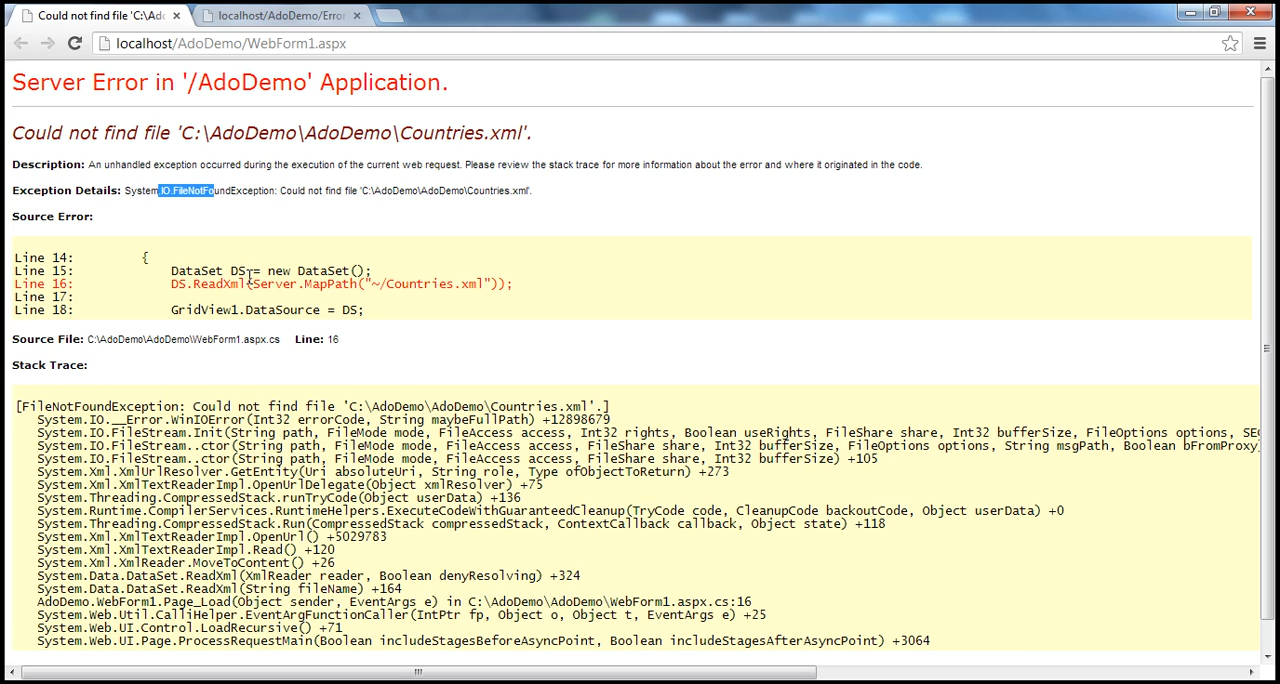 Could not find file 'C:\Ado
localhost/AdoDemo/Error
localhost/AdoDemo/WebForm1.aspx
Server Error in '/AdoDemo' Application.
Could not find file 'C:\AdoDemo\AdoDemo\Countries.xml'.
Description: An unhandled exception occurred during the execution of the current web request. Please review the stack trace for more information about the error and where it originated in the code.
Exception Details: System.IO.FileNotFoundException: Could not find file 'C:\AdoDemo\AdoDemo\Countries.xml'.
Source Error:
Line 14:         {
Line 15:             DataSet DS = new DataSet();
Line 16:             DS.ReadXml(Server.MapPath("~/Countries.xml"));
Line 17:
Line 18:             GridView1.DataSource = DS;
Source File: C:\AdoDemo\AdoDemo\WebForm1.aspx.cs    Line: 16
Stack Trace:
[FileNotFoundException: Could not find file 'C:\AdoDemo\AdoDemo\Countries.xml'.]
System.IO.__Error.WinIOError(Int32 errorCode, String maybeFullPath) +12898679
System.IO.FileStream.Init(String path, FileMode mode, FileAccess access, Int32 rights, Boolean useRights, FileShare share, Int32 bufferSize, FileOptions options, SE
System.IO.FileStream..ctor(String path, FileMode mode, FileAccess access, FileShare share, Int32 bufferSize, FileOptions options, String msgPath, Boolean bFromProxy
System.IO.FileStream..ctor(String path, FileMode mode, FileAccess access, FileShare share, Int32 bufferSize) +105
System.Xml.XmlUrlResolver.GetEntity(Uri absoluteUri, String role, Type ofObjectToReturn) +273
System.Xml.XmlTextReaderImpl.OpenUrlDelegate(Object xmlResolver) +75
System.Threading.CompressedStack.runTryCode(Object userData) +136
System.Runtime.CompilerServices.RuntimeHelpers.ExecuteCodeWithGuaranteedCleanup(TryCode code, CleanupCode backoutCode, Object userData) +0
System.Threading.CompressedStack.Run(CompressedStack compressedStack, ContextCallback callback, Object state) +118
System.Xml.XmlTextReaderImpl.OpenUrl() +5029783
System.Xml.XmlTextReaderImpl.Read() +120
System.Xml.XmlReader.MoveToContent() +26
System.Data.DataSet.ReadXml(XmlReader reader, Boolean denyResolving) +324
System.Data.DataSet.ReadXml(String fileName) +164
AdoDemo.WebForm1.Page_Load(Object sender, EventArgs e) in C:\AdoDemo\AdoDemo\WebForm1.aspx.cs:16
System.Web.Util.CalliHelper.EventArgFunctionCaller(IntPtr fp, Object o, Object t, EventArgs e) +25
System.Web.UI.Control.LoadRecursive() +71
System.Web.UI.Page.ProcessRequestMain(Boolean includeStagesBeforeAsyncPoint, Boolean includeStagesAfterAsyncPoint) +3064